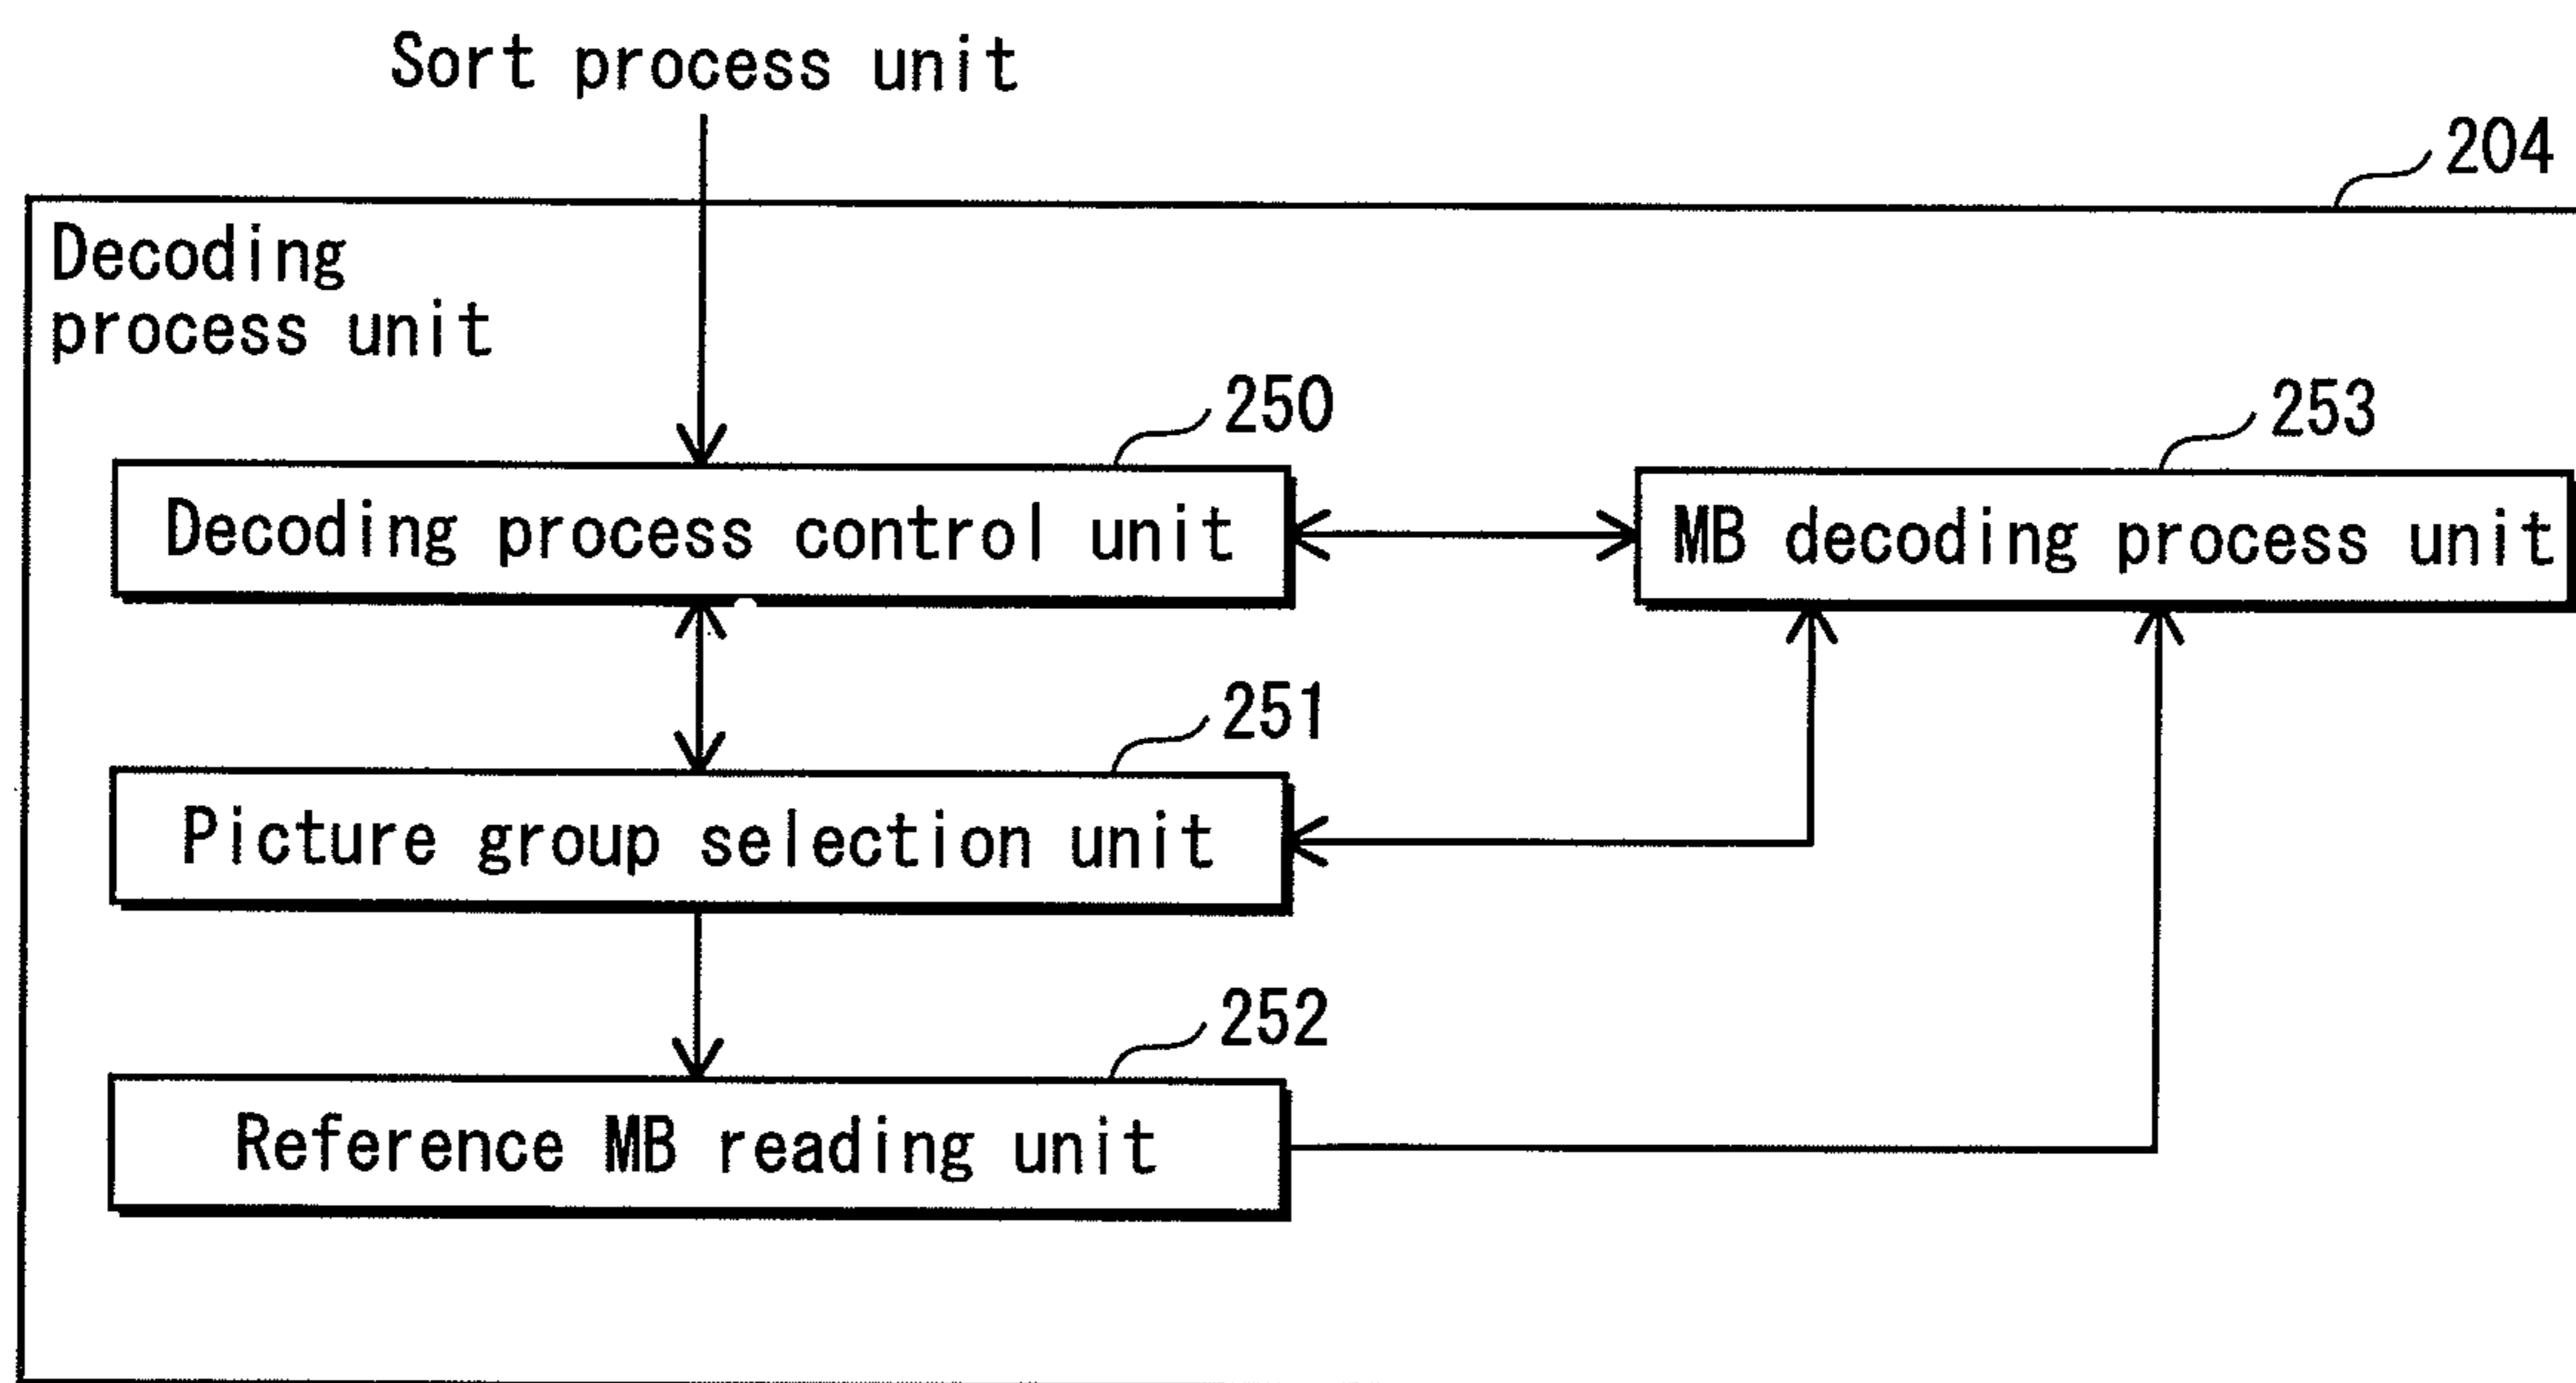 Sort process unit
204
Decoding
process unit
250
253
Decoding process control unit
MB decoding process unit
251
Picture group selection unit
252
Reference MB reading unit